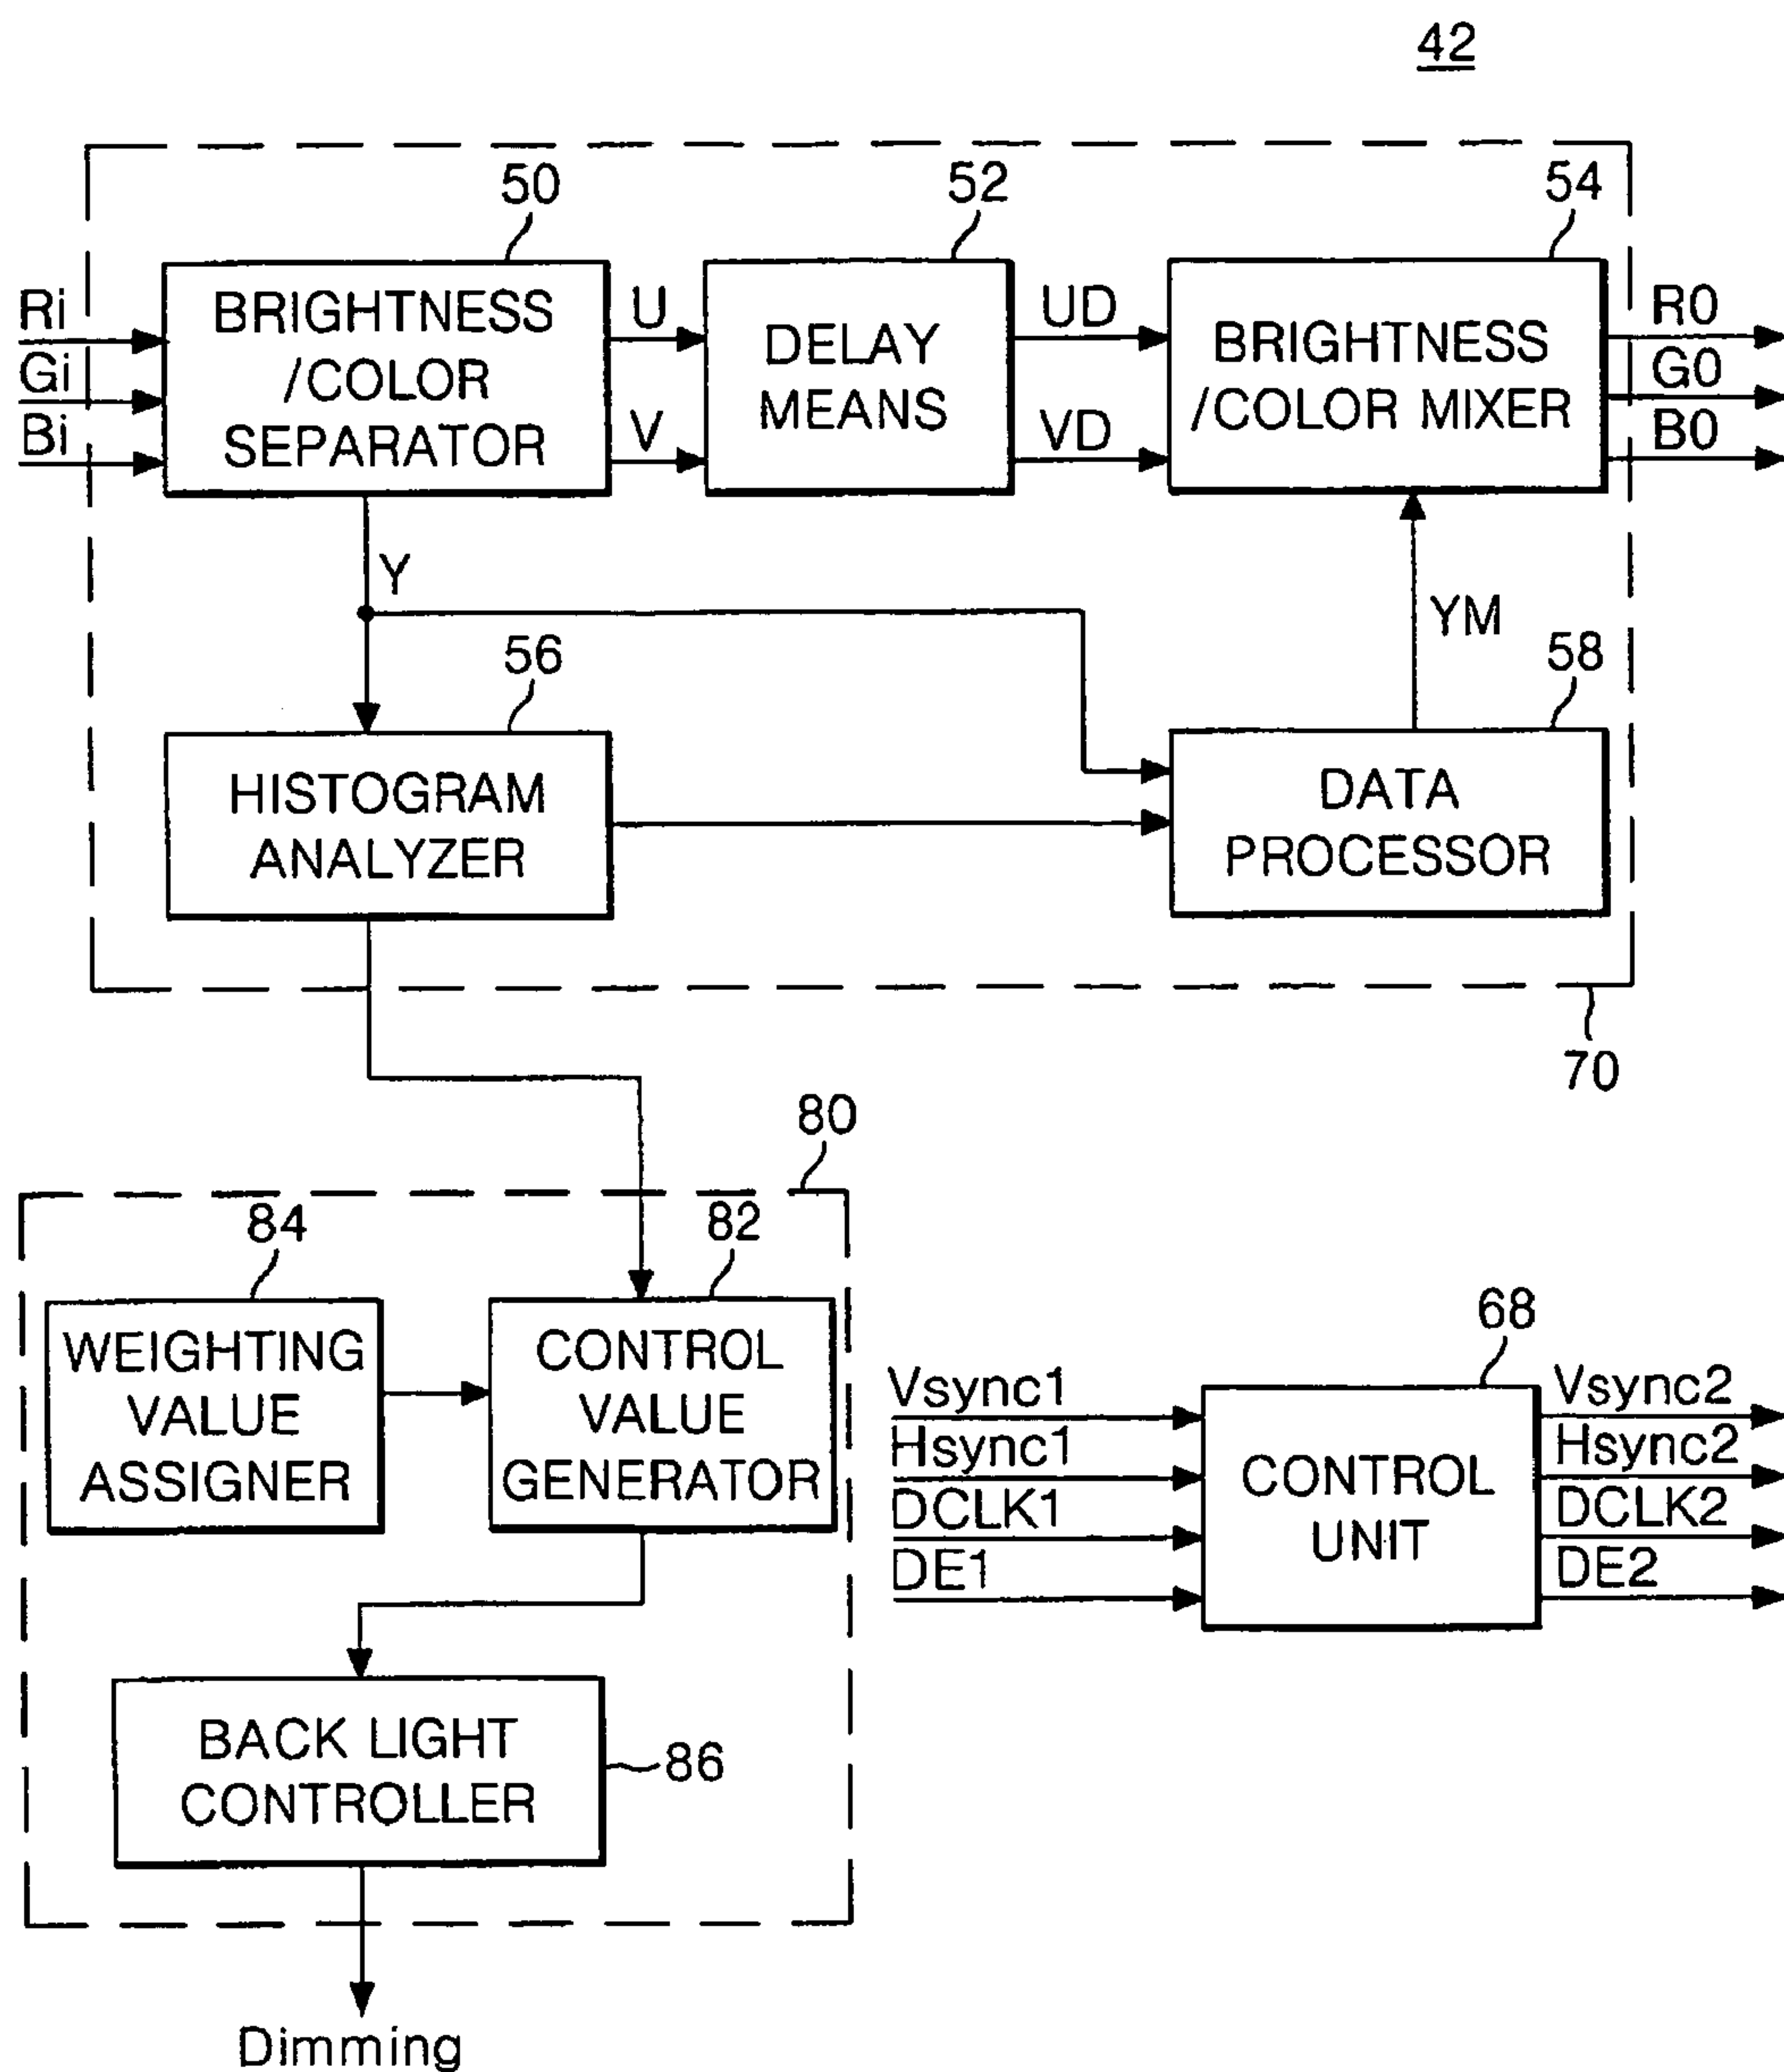 42
50
52
54
Ri
Gi
Bi
BRIGHTNESS
/COLOR
SEPARATOR
U
V
DELAY
MEANS
UD
VD
BRIGHTNESS
/COLOR MIXER
R0
G0
B0
Y
YM
56
58
HISTOGRAM
ANALYZER
DATA
PROCESSOR
70
80
84
82
WEIGHTING
VALUE
ASSIGNER
CONTROL
VALUE
GENERATOR
68
Vsync1
Hsync1
DCLK1
DE1
CONTROL
UNIT
Vsync2
Hsync2
DCLK2
DE2
BACK LIGHT
CONTROLLER
86
Dimming